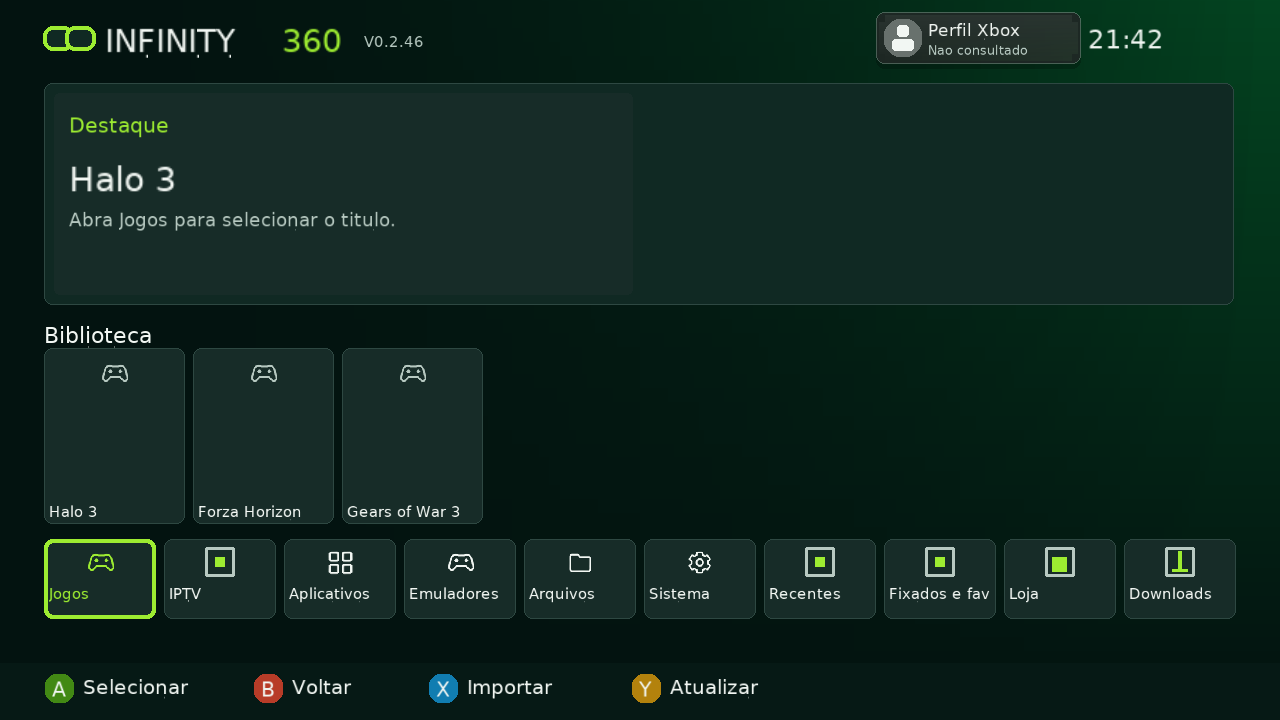 INFINITY 360 V0.2.46
Perfil Xbox
Nao consultado
21:42
Destaque
Halo 3
Abra Jogos para selecionar o titulo.
Biblioteca
Halo 3
Forza Horizon
Gears of War 3
Jogos
IPTV
Aplicativos
Emuladores
Arquivos
Sistema
Recentes
Fixados e fav
Loja
Downloads
A Selecionar
B Voltar
X Importar
Y Atualizar